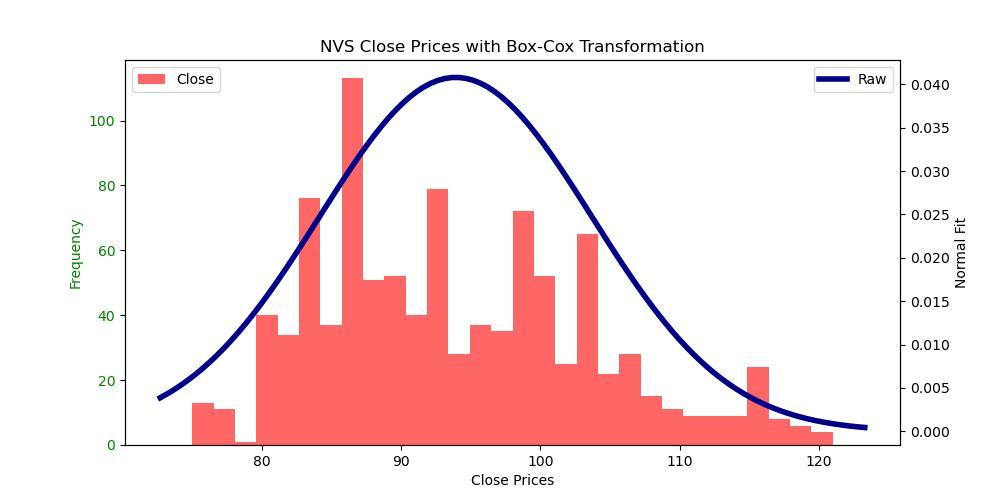 NVS Close Prices with Box-Cox Transformation
Close
Raw
100
80
60
40
20
0
Frequency
0.040
0.035
0.030
0.025
0.020
0.015
0.010
0.005
0.000
Normal Fit
80 90 100 110 120
Close Prices